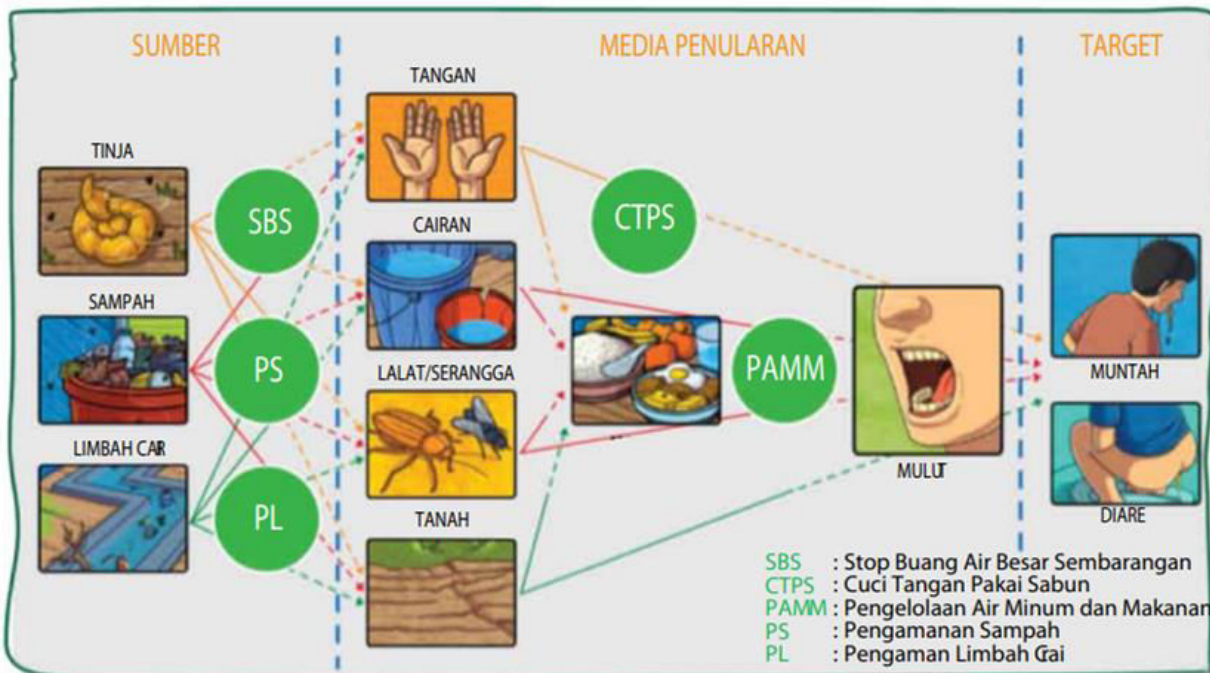 SUMBER
MEDIA PENULARAN
TARGET
TANGAN
TINJA
SBS
CTPS
CAIRAN
SAMPAH
PS
LALAT/SERANGGA
PAMM
MUNTAH
LIMBAH CAR
MULUT
PL
TANAH
DIARE
SBS : Stop Buang Air Besar Sembarangan
CTPS : Cuci Tangan Pakai Sabun
PAMM : Pengelolaan Air Minum dan Makanan
PS : Pengamanan Sampah
PL : Pengaman Limbah Cai